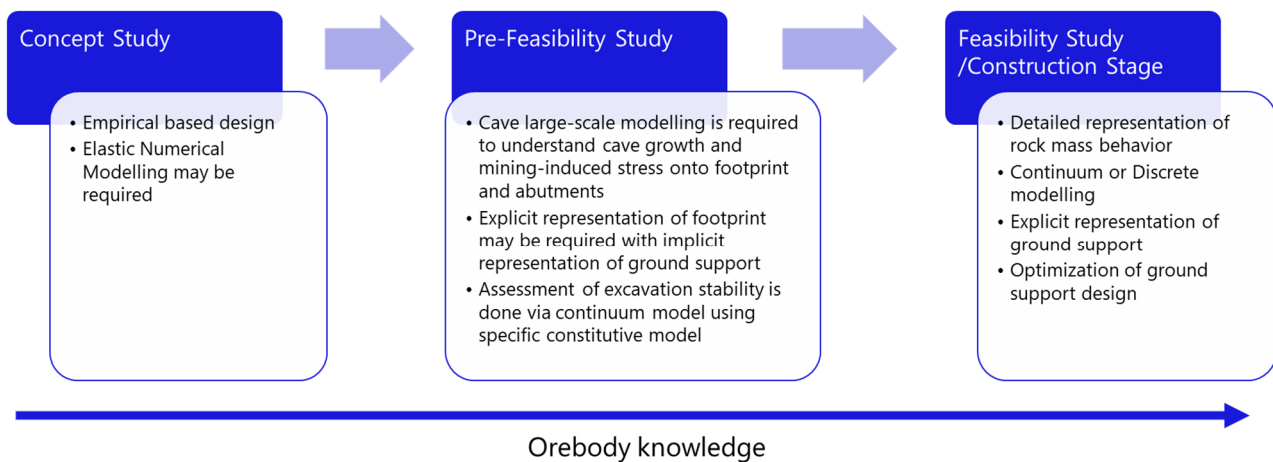 Concept Study
• Empirical based design
• Elastic Numerical
Modelling may be
required
Pre-Feasibility Study
• Cave large-scale modelling is required
to understand cave growth and
mining-induced stress onto footprint
and abutments
• Explicit representation of footprint
may be required with implicit
representation of ground support
• Assessment of excavation stability is
done via continuum model using
specific constitutive model
Feasibility Study
/Construction Stage
• Detailed representation of
rock mass behavior
• Continuum or Discrete
modelling
• Explicit representation of
ground support
• Optimization of ground
support design
Orebody knowledge